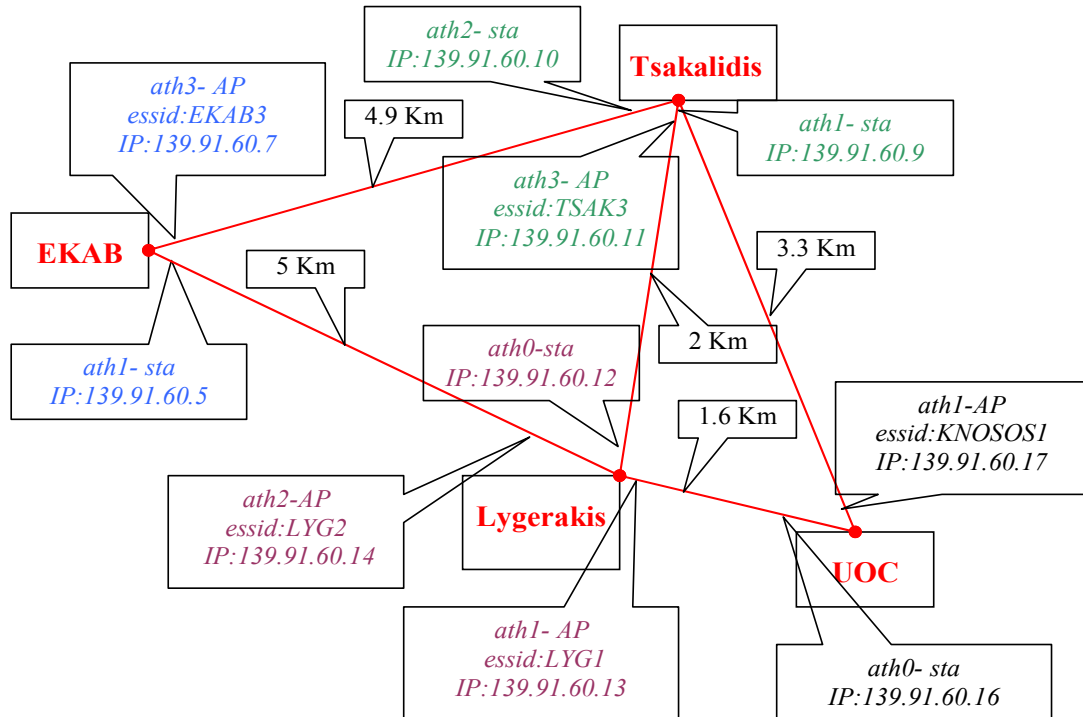 ath2- sta
IP:139.91.60.10
Tsakalidis
ath3- AP
essid:EKAB3
IP:139.91.60.7
4.9 Km
ath1- sta
IP:139.91.60.9
ath3- AP
essid:TSAK3
IP:139.91.60.11
EKAB
5 Km
3.3 Km
ath1- sta
IP:139.91.60.5
ath0-sta
IP:139.91.60.12
2 Km
1.6 Km
ath1-AP
essid:KNOSOS1
IP:139.91.60.17
ath2-AP
essid:LYG2
IP:139.91.60.14
Lygerakis
UOC
ath1- AP
essid:LYG1
IP:139.91.60.13
ath0- sta
IP:139.91.60.16